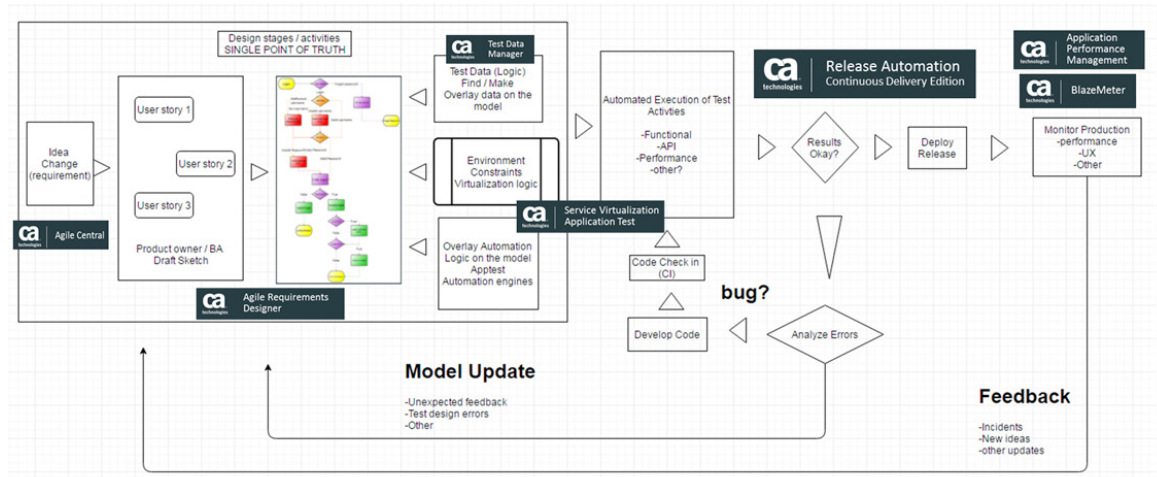 Design stages / activities
SINGLE POINT OF TRUTH
Idea
Change
(requirement)
ca
technologies
Agile Central
User story 1
User story 2
User story 3
Product owner / BA
Draft Sketch
ca
technologies
Agile Requirements
Designer
ca
technologies
Test Data
Manager
Test Data (Logic)
Find / Make
Overlay data on the
model
Environment
Constraints
Virtualization logic
ca
technologies
Service Virtualization
Application Test
Overlay Automation
Logic on the model
Apptest
Automation engines
Automated Execution of Test
Activties
-Functional
-API
-Performance
-other?
ca
technologies
Release Automation
Continuous Delivery Edition
Results
Okay?
Deploy
Release
ca
technologies
Application
Performance
Management
ca
technologies
BlazeMeter
Monitor Production
-performance
-UX
-Other
Code Check in
(CI)
bug?
Develop Code
Analyze Errors
Model Update
-Unexpected feedback
-Test design errors
-Other
Feedback
-Incidents
-New ideas
-other updates